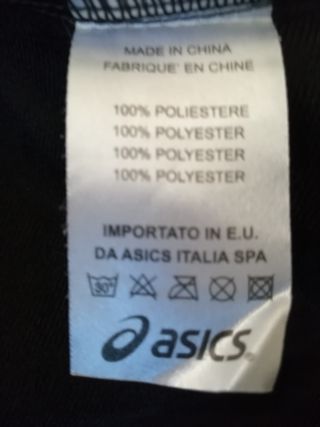 MADE IN CHINA
FABRIQUE' EN CHINE
100% POLIESTERE
100% POLYESTER
100% POLYESTER
100% POLYESTER
IMPORTATO IN E.U.
DA ASICS ITALIA SPA
30°
asics